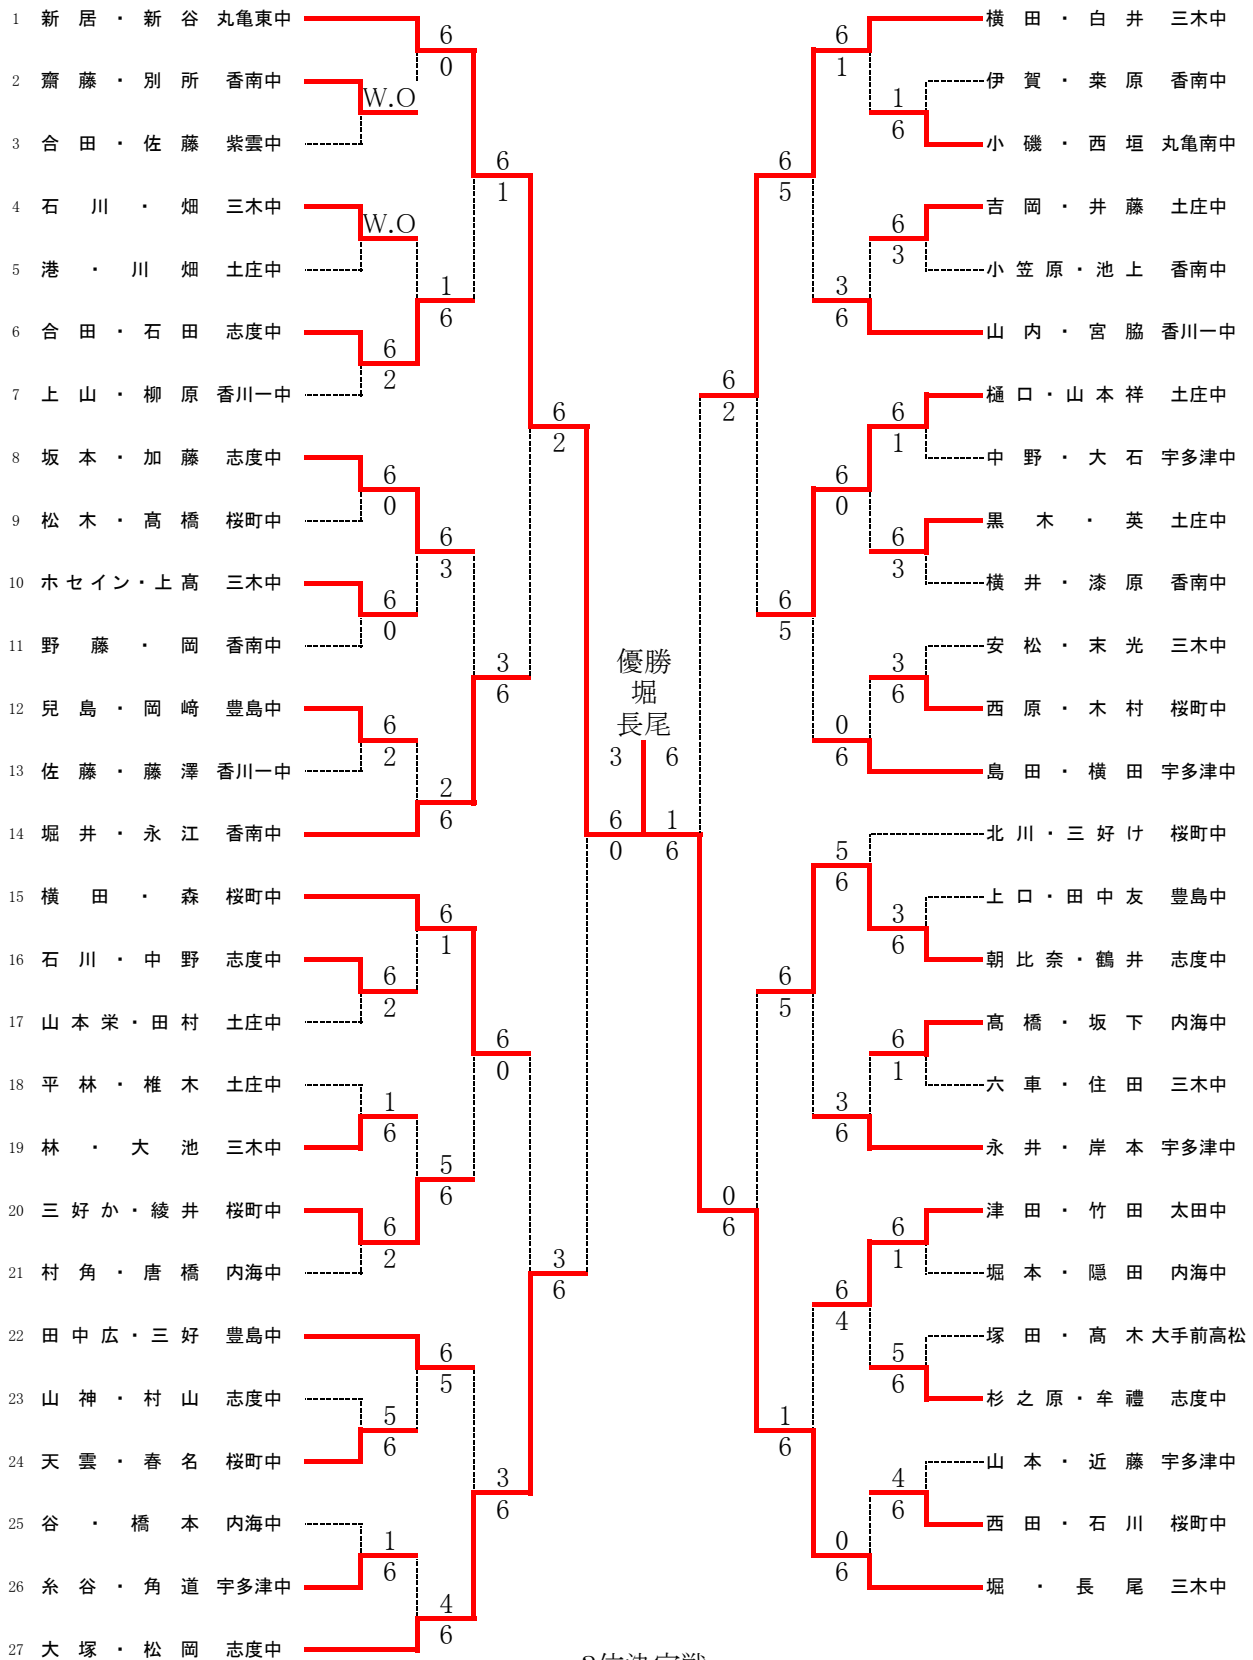 1 新居・新谷 丸亀東中
2 齋藤・別所 香南中
3 合田・佐藤 紫雲中
4 石川・畑 三木中
5 港・川畑 土庄中
6 合田・石田 志度中
7 上山・柳原 香川一中
8 坂本・加藤 志度中
9 松木・髙橋 桜町中
10 ホセイン・上髙 三木中
11 野藤・岡 香南中
12 兒島・岡﨑 豊島中
13 佐藤・藤澤 香川一中
14 堀井・永江 香南中
15 横田・森 桜町中
16 石川・中野 志度中
17 山本栄・田村 土庄中
18 平林・椎木 土庄中
19 林・大池 三木中
20 三好か・綾井 桜町中
21 村角・唐橋 内海中
22 田中広・三好 豊島中
23 山神・村山 志度中
24 天雲・春名 桜町中
25 谷・橋本 内海中
26 糸谷・角道 宇多津中
27 大塚・松岡 志度中
W.O
W.O
6
2
6
0
6
0
6
2
6
2
1
6
6
2
5
6
1
6
6
0
1
6
6
3
2
6
6
1
5
6
6
5
4
6
6
1
3
6
6
0
3
6
6
2
3
6
6
0
優勝
堀
長尾
3 6
1
6
6
2
0
6
6
5
6
5
6
5
1
6
6
1
3
6
6
0
0
6
5
6
3
6
6
4
0
6
1
6
6
3
6
1
6
3
3
6
3
6
6
1
6
1
5
6
4
6
横田・白井 三木中
伊賀・桒原 香南中
小磯・西垣 丸亀南中
吉岡・井藤 土庄中
小笠原・池上 香南中
山内・宮脇 香川一中
樋口・山本祥 土庄中
中野・大石 宇多津中
黒木・英 土庄中
横井・漆原 香南中
安松・末光 三木中
西原・木村 桜町中
島田・横田 宇多津中
北川・三好け 桜町中
上口・田中友 豊島中
朝比奈・鶴井 志度中
髙橋・坂下 内海中
六車・住田 三木中
永井・岸本 宇多津中
津田・竹田 太田中
堀本・隠田 内海中
塚田・髙木 大手前高松
杉之原・牟禮 志度中
山本・近藤 宇多津中
西田・石川 桜町中
堀・長尾 三木中